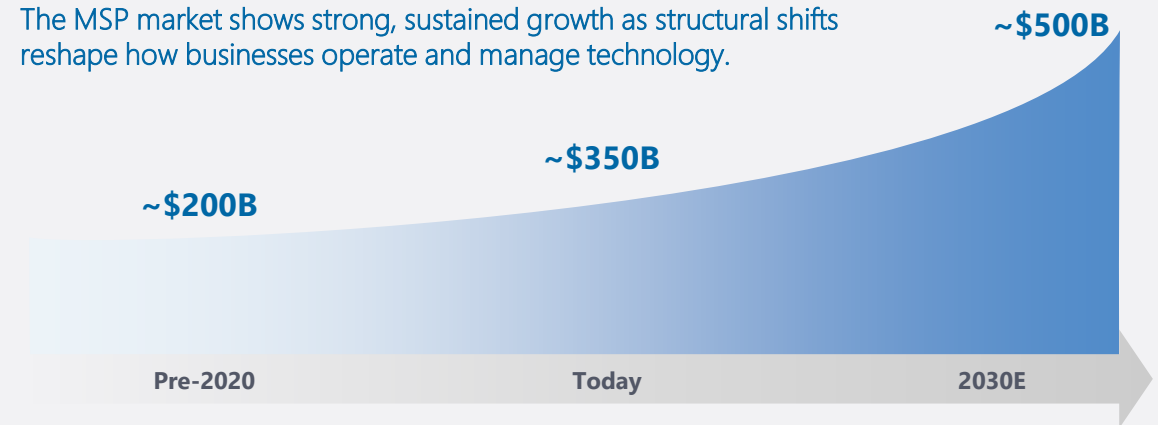 The MSP market shows strong, sustained growth as structural shifts
reshape how businesses operate and manage technology.
~$500B
~$350B
~$200B
Pre-2020
Today
2030E